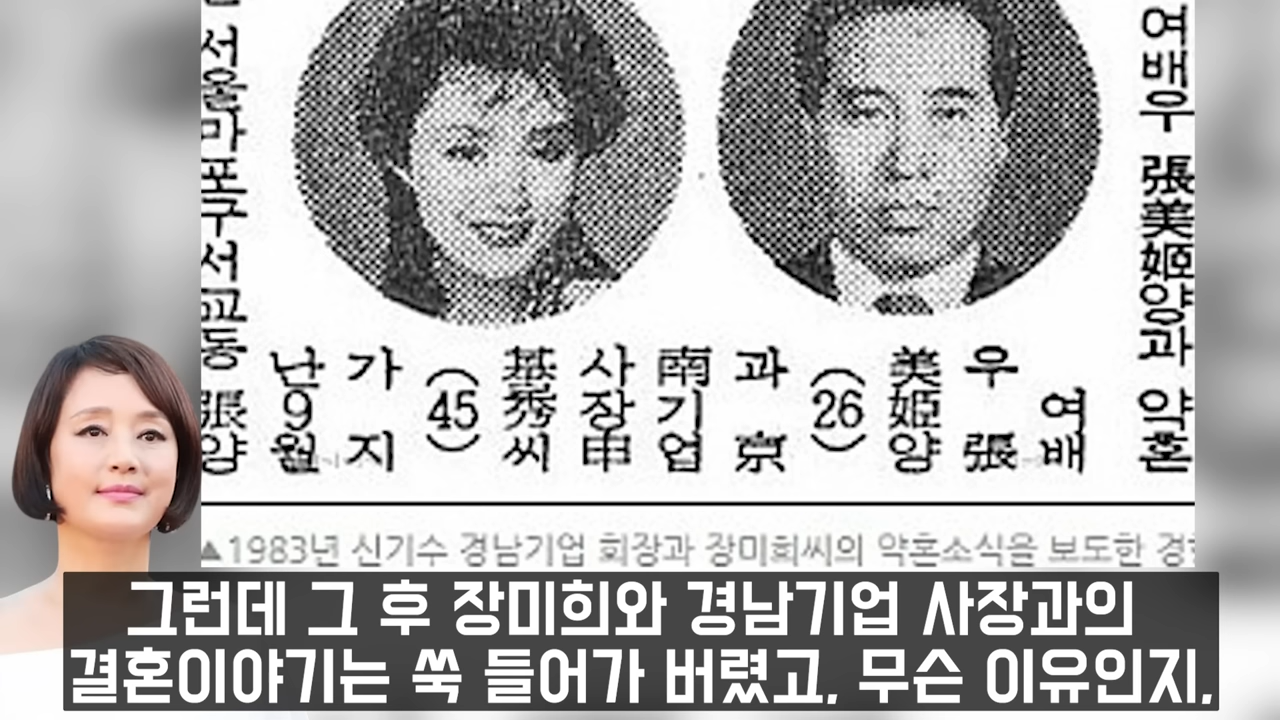 여배우 張美姬양과 약혼
여배
우 張
美姬양
(26)
과 京
南기업
사장申
基秀씨
(45)
가 지
난9월
서울마포구서교동 張양
▲1983년 신기수 경남기업 회장과 장미희씨의 약혼소식을 보도한
그런데 그 후 장미희와 경남기업 사장과의
결혼이야기는 쑥 들어가 버렸고, 무슨 이유인지,